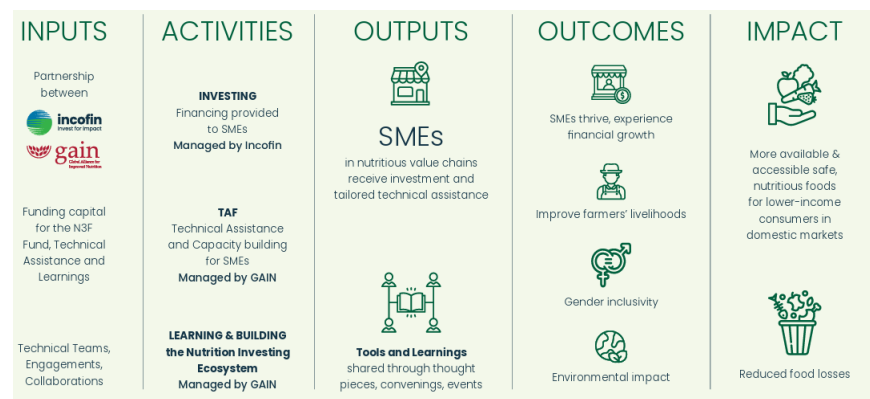 INPUTS
Partnership
between
incofin
invest for impact
gain
Global Alliance for
Improved Nutrition
Funding capital
for the N3F
Fund, Technical
Assistance and
Learnings
Technical Teams,
Engagements,
Collaborations
ACTIVITIES
INVESTING
Financing provided
to SMEs
Managed by Incofin
TAF
Technical Assistance
and Capacity building
for SMEs
Managed by GAIN
LEARNING & BUILDING
the Nutrition Investing
Ecosystem
Managed by GAIN
OUTPUTS
SMEs
in nutritious value chains
receive investment and
tailored technical assistance
Tools and Learnings
shared through thought
pieces, convenings, events
OUTCOMES
$
SMEs thrive, experience
financial growth
Improve farmers' livelihoods
Gender inclusivity
Environmental impact
IMPACT
More available &
accessible safe,
nutritious foods
for lower-income
consumers in
domestic markets
Reduced food losses